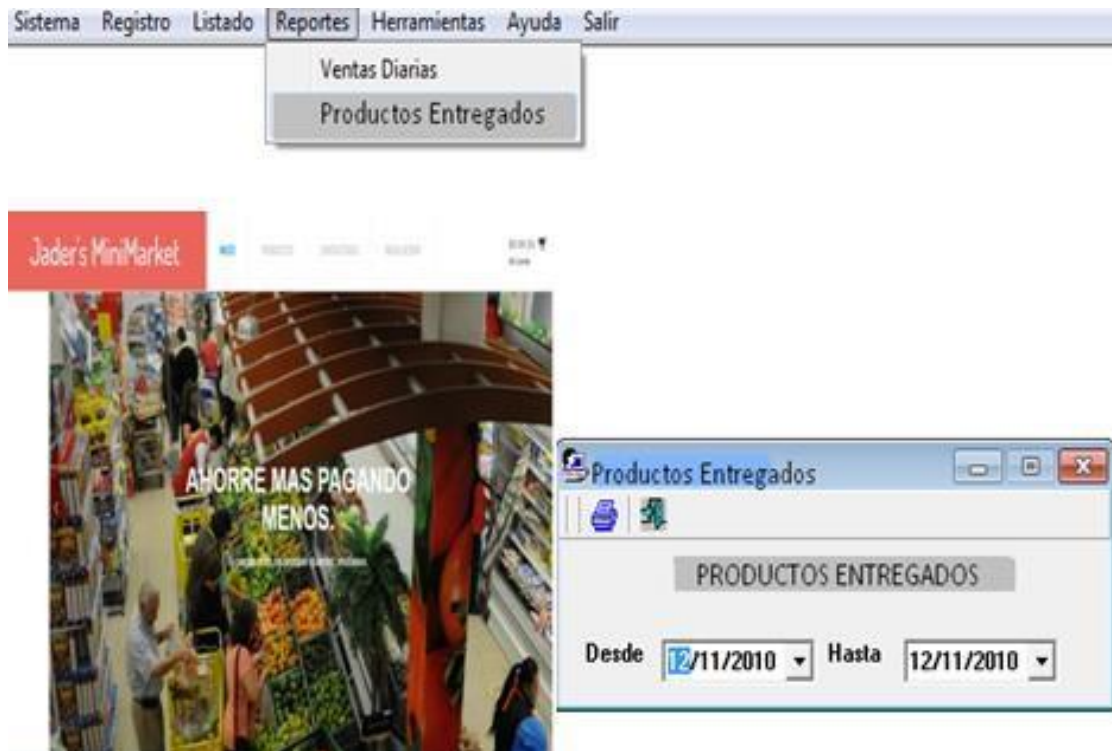 Sistema Registro Listado Reportes Herramientas Ayuda Salir
Ventas Diarias
Productos Entregados
Jader's MiniMarket
AHORRE MAS PAGANDO
MENOS.
Productos Entregados
PRODUCTOS ENTREGADOS
Desde 12/11/2010 Hasta 12/11/2010